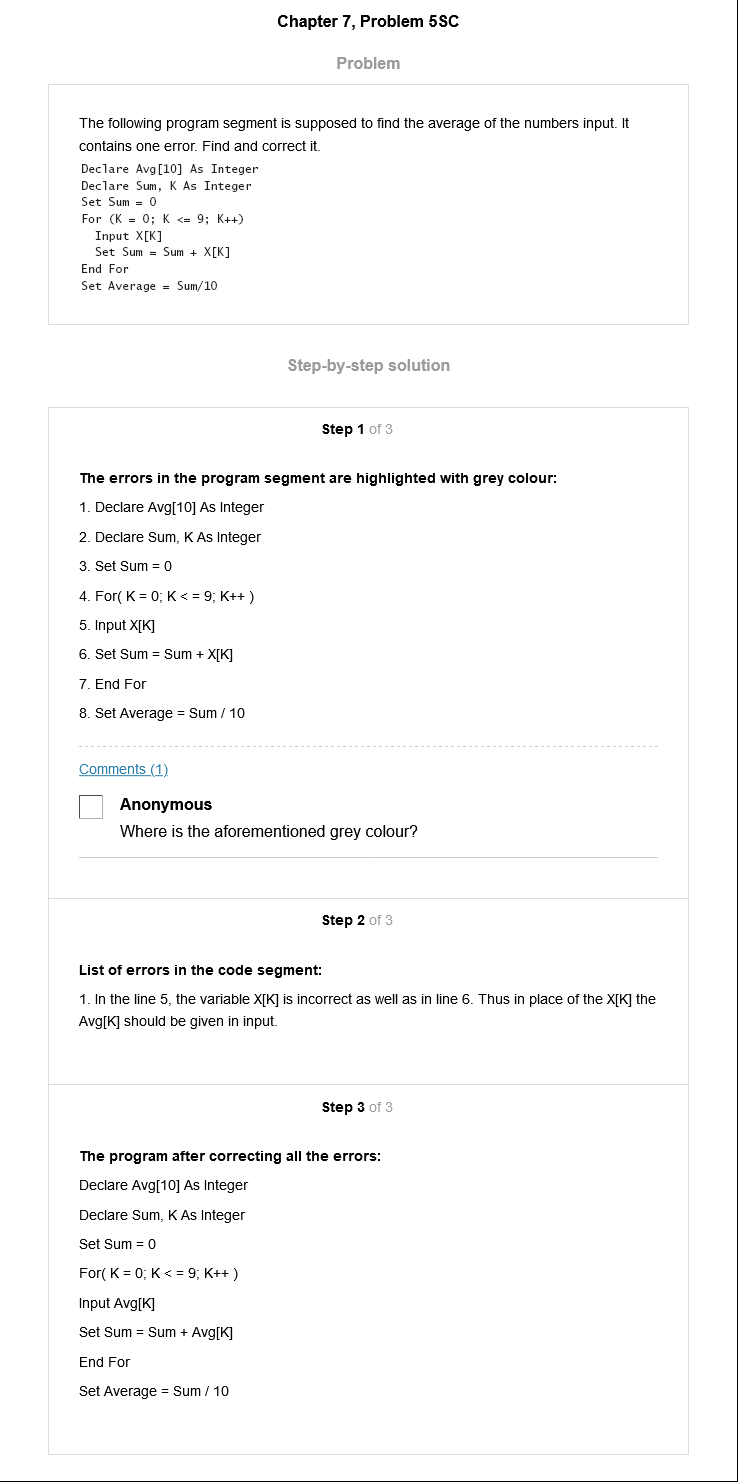 Chapter 7, Problem 5SC
Problem
The following program segment is supposed to find the average of the numbers input. It
contains one error. Find and correct it.
Declare Avg[10] As Integer
Declare Sum, K As Integer
Set Sum = 0
For (K = 0; K <= 9; K++)
Input X[K]
Set Sum = Sum + X[K]
End For
Set Average = Sum/10
Step-by-step solution
Step 1 of 3
The errors in the program segment are highlighted with grey colour:
1. Declare Avg[10] As Integer
2. Declare Sum, K As Integer
3. Set Sum = 0
4. For( K = 0; K < = 9; K++ )
5. Input X[K]
6. Set Sum = Sum + X[K]
7. End For
8. Set Average = Sum / 10
Comments (1)
Anonymous
Where is the aforementioned grey colour?
Step 2 of 3
List of errors in the code segment:
1. In the line 5, the variable X[K] is incorrect as well as in line 6. Thus in place of the X[K] the
Avg[K] should be given in input.
Step 3 of 3
The program after correcting all the errors:
Declare Avg[10] As Integer
Declare Sum, K As Integer
Set Sum = 0
For( K = 0; K < = 9; K++ )
Input Avg[K]
Set Sum = Sum + Avg[K]
End For
Set Average = Sum / 10